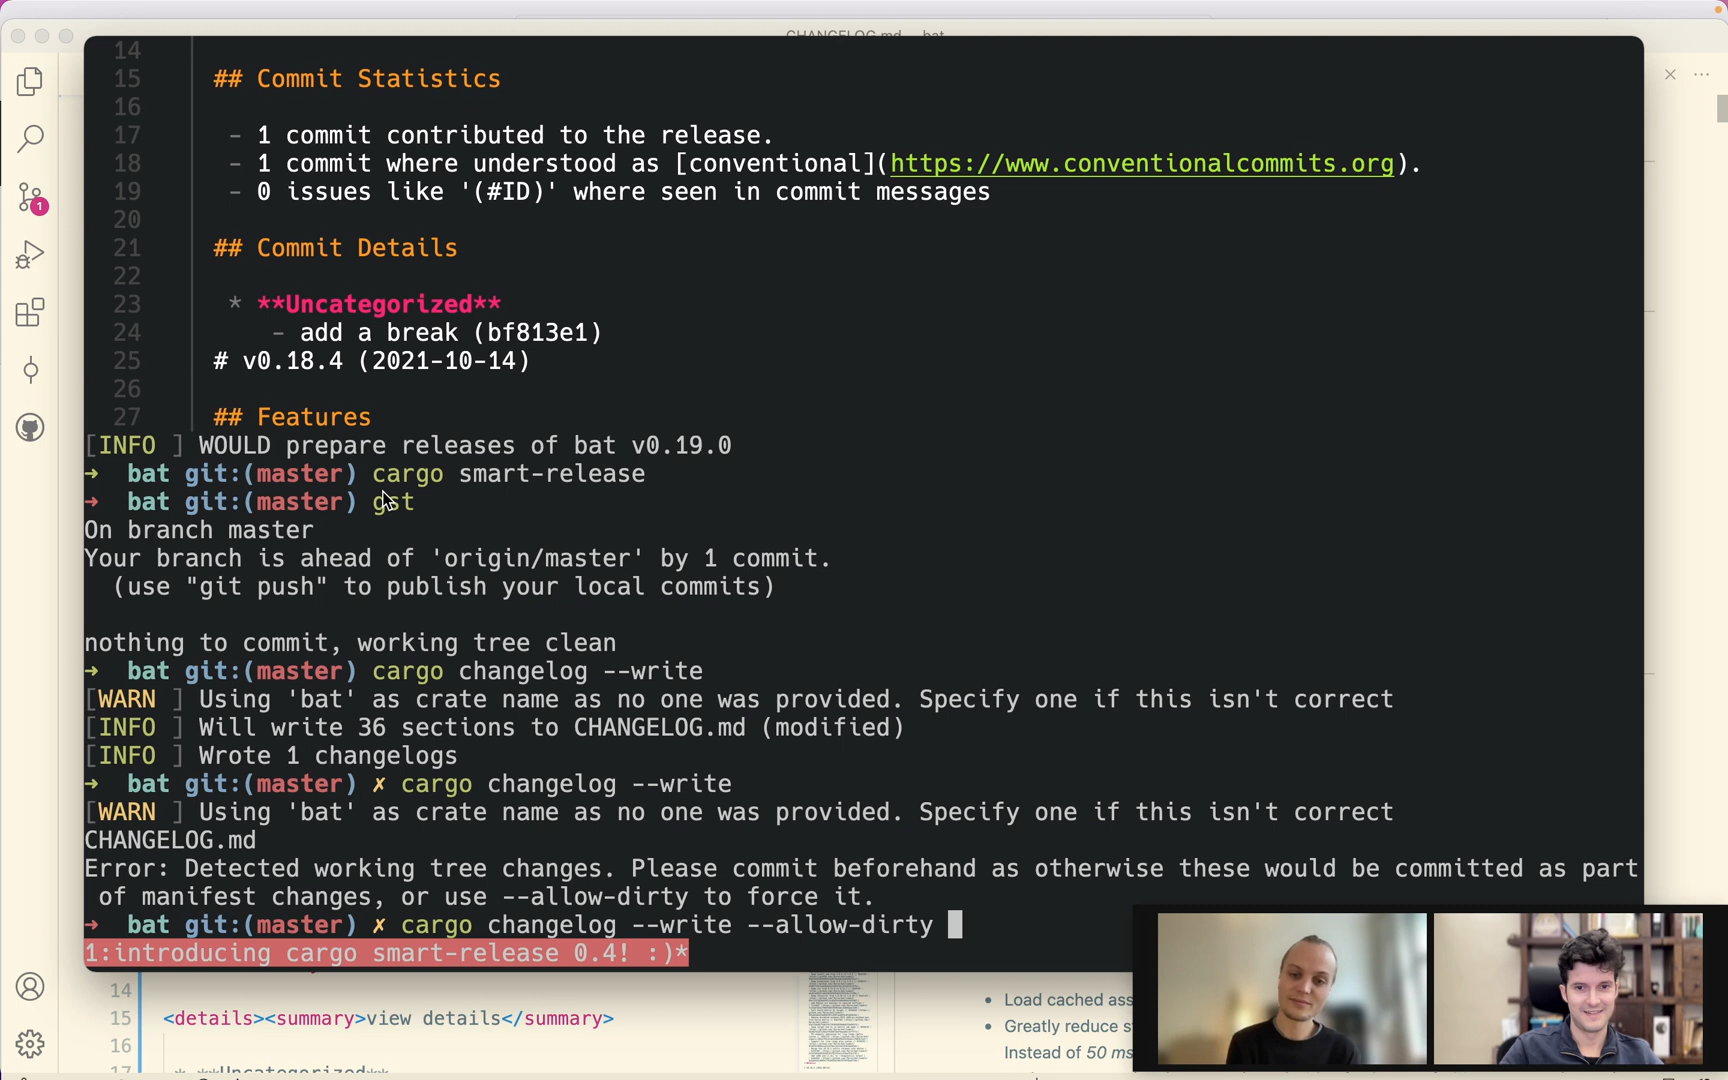 CHANGELOG.md — bat
14
15 ## Commit Statistics
16
17 - 1 commit contributed to the release.
18 - 1 commit where understood as [conventional](https://www.conventionalcommits.org).
19 - 0 issues like '(#ID)' where seen in commit messages
20
21 ## Commit Details
22
23 * **Uncategorized**
24 - add a break (bf813e1)
25 # v0.18.4 (2021-10-14)
26
27 ## Features
[INFO ] WOULD prepare releases of bat v0.19.0
➜ bat git:(master) cargo smart-release
➜ bat git:(master) gst
On branch master
Your branch is ahead of 'origin/master' by 1 commit.
(use "git push" to publish your local commits)
nothing to commit, working tree clean
➜ bat git:(master) cargo changelog --write
[WARN ] Using 'bat' as crate name as no one was provided. Specify one if this isn't correct
[INFO ] Will write 36 sections to CHANGELOG.md (modified)
[INFO ] Wrote 1 changelogs
➜ bat git:(master) ✗ cargo changelog --write
[WARN ] Using 'bat' as crate name as no one was provided. Specify one if this isn't correct
CHANGELOG.md
Error: Detected working tree changes. Please commit beforehand as otherwise these would be committed as part
of manifest changes, or use --allow-dirty to force it.
➜ bat git:(master) ✗ cargo changelog --write --allow-dirty
1:introducing cargo smart-release 0.4! :)*
1
14
15 <details><summary>view details</summary>
16
17 * **Uncategorized**
• Load cached ass
• Greatly reduce s
Instead of 50 ms